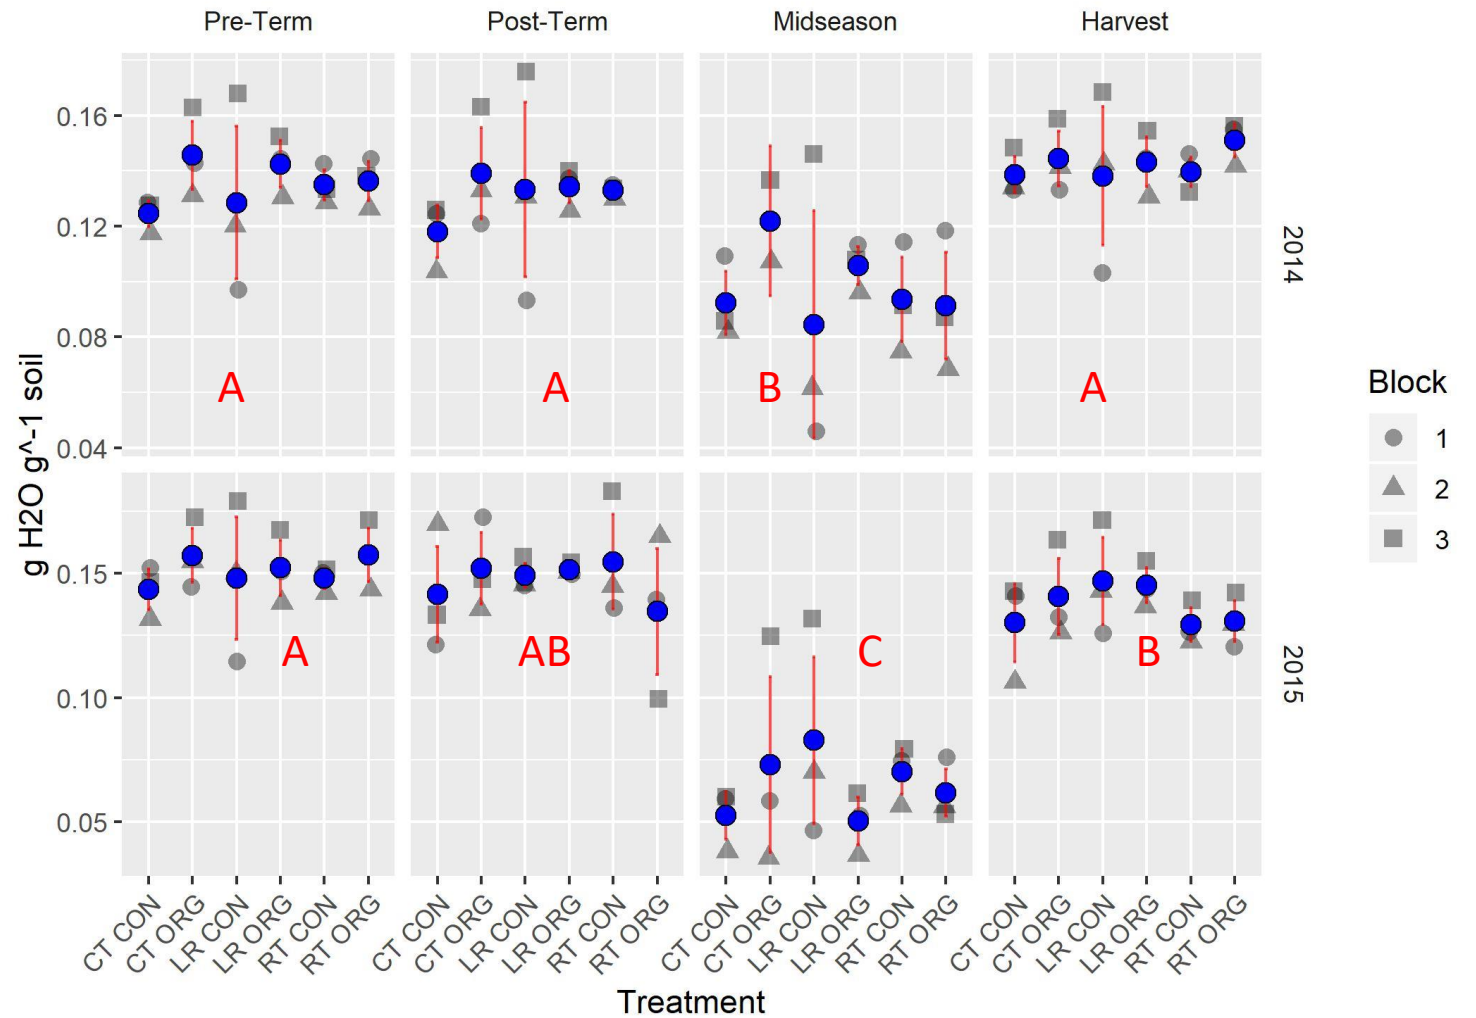 Pre-Term Post-Term Midseason Harvest
0.16
0.12
0.08
0.04
A A B A
2014
0.15
0.10
0.05
A AB C B
2015
g H2O g^-1 soil
CT CON CT ORG LR CON LR ORG RT CON RT ORG CT CON CT ORG LR CON LR ORG RT CON RT ORG CT CON CT ORG LR CON LR ORG RT CON RT ORG CT CON CT ORG LR CON LR ORG RT CON RT ORG
Treatment
Block
1
2
3